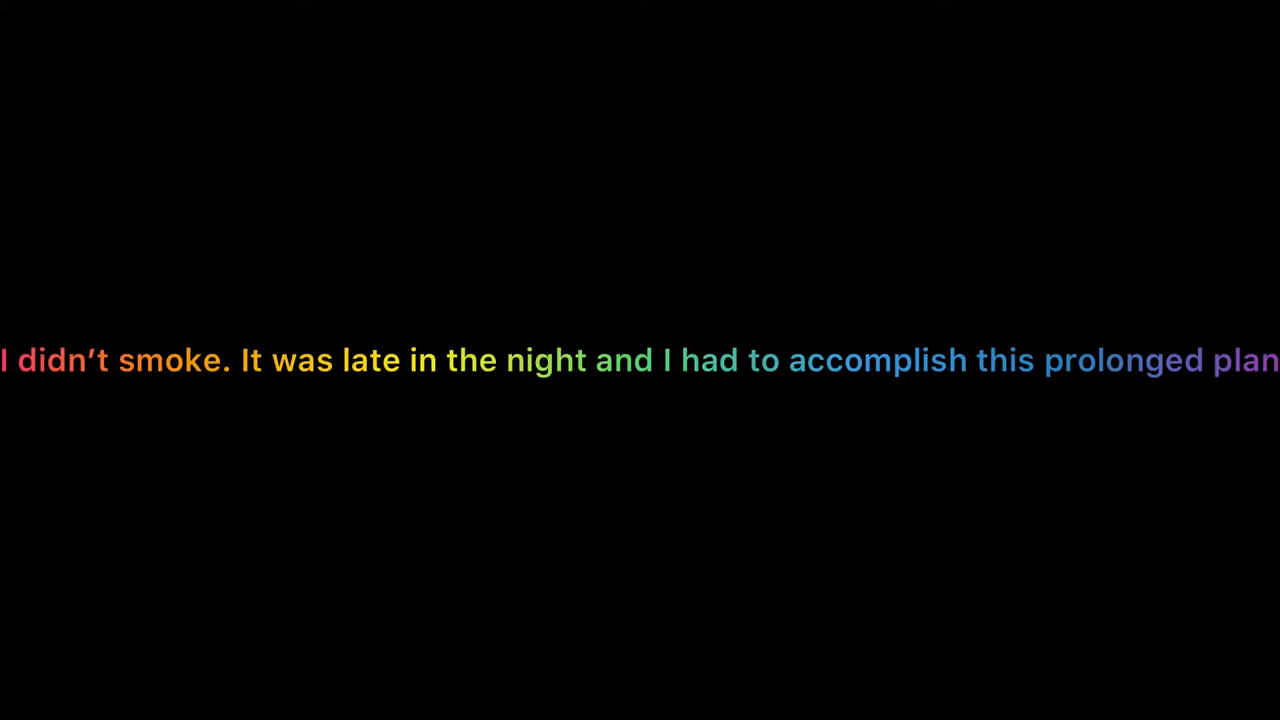 I didn’t smoke. It was late in the night and I had to accomplish this prolonged plan